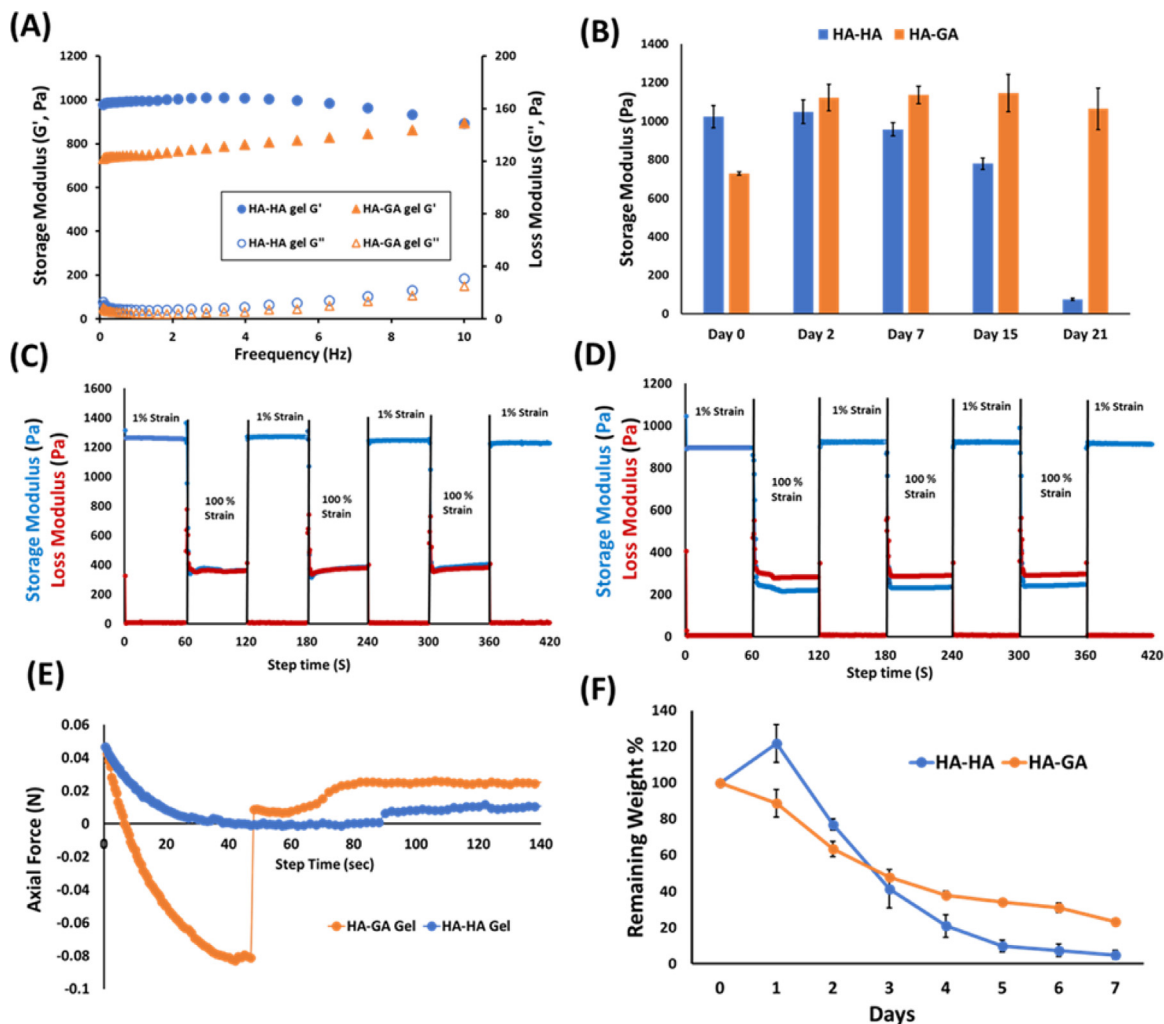 (A)
1200
1000
800
600
400
200
0
Storage Modulus (G', Pa)
200
160
120
80
40
0
Loss Modulus (G'', Pa)
HA-HA gel G' HA-GA gel G'
HA-HA gel G'' HA-GA gel G''
0 2 4 6 8 10
Freequency (Hz)
(B)
HA-HA HA-GA
1400
1200
1000
800
600
400
200
0
Storage Modulus (Pa)
Day 0 Day 2 Day 7 Day 15 Day 21
(C)
1600
1400
1200
1000
800
600
400
200
0
Storage Modulus (Pa)
Loss Modulus (Pa)
1% Strain 1% Strain 1% Strain 1% Strain
100 % 100 % 100 %
Strain Strain Strain
0 60 120 180 240 300 360 420
Step time (S)
(D)
1200
1000
800
600
400
200
0
Storage Modulus (Pa)
Loss Modulus (Pa)
1% Strain 1% Strain 1% Strain 1% Strain
100 % 100 % 100 %
Strain Strain Strain
0 60 120 180 240 300 360 420
Step time (S)
(E)
0.06
0.04
0.02
0
-0.02
-0.04
-0.06
-0.08
-0.1
Axial Force (N)
0 20 40 60 80 100 120 140
Step Time (sec)
HA-GA Gel HA-HA Gel
(F)
140
120
100
80
60
40
20
0
Remaining Weight %
HA-HA HA-GA
0 1 2 3 4 5 6 7
Days